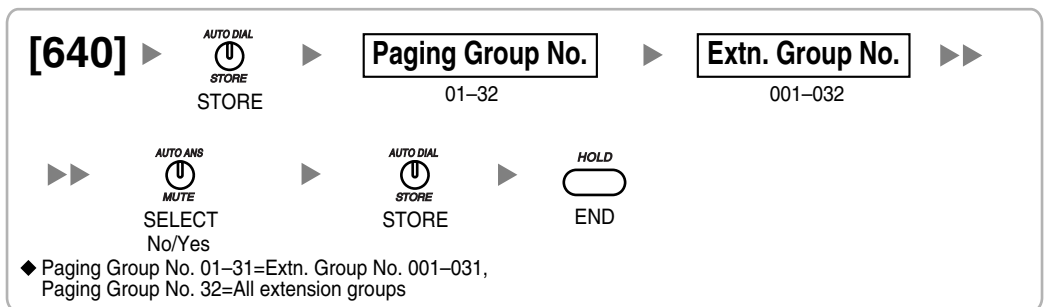 [640] AUTO DIAL STORE STORE Paging Group No. 01–32 Extn. Group No. 001–032
AUTO ANS MUTE SELECT No/Yes AUTO DIAL STORE STORE HOLD END
◆ Paging Group No. 01–31=Extn. Group No. 001–031,
Paging Group No. 32=All extension groups